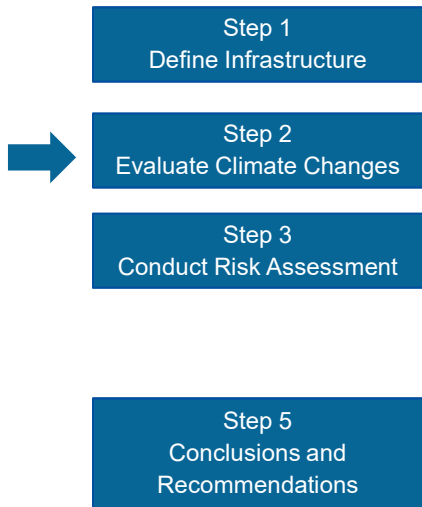 Step 1
Define Infrastructure
Step 2
Evaluate Climate Changes
Step 3
Conduct Risk Assessment
Step 5
Conclusions and
Recommendations